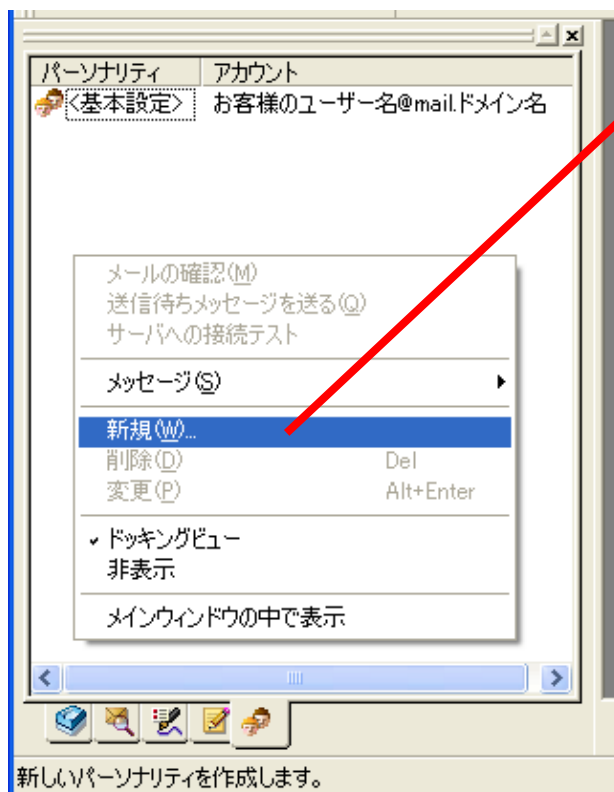 パーソナリティ アカウント
<基本設定> お客様のユーザー名@mail.ドメイン名
メールの確認(M)
送信待ちメッセージを送る(Q)
サーバへの接続テスト
メッセージ(S)
新規(W)...
削除(D) Del
変更(P) Alt+Enter
ドッキングビュー
非表示
メインウィンドウの中で表示
新しいパーソナリティを作成します。